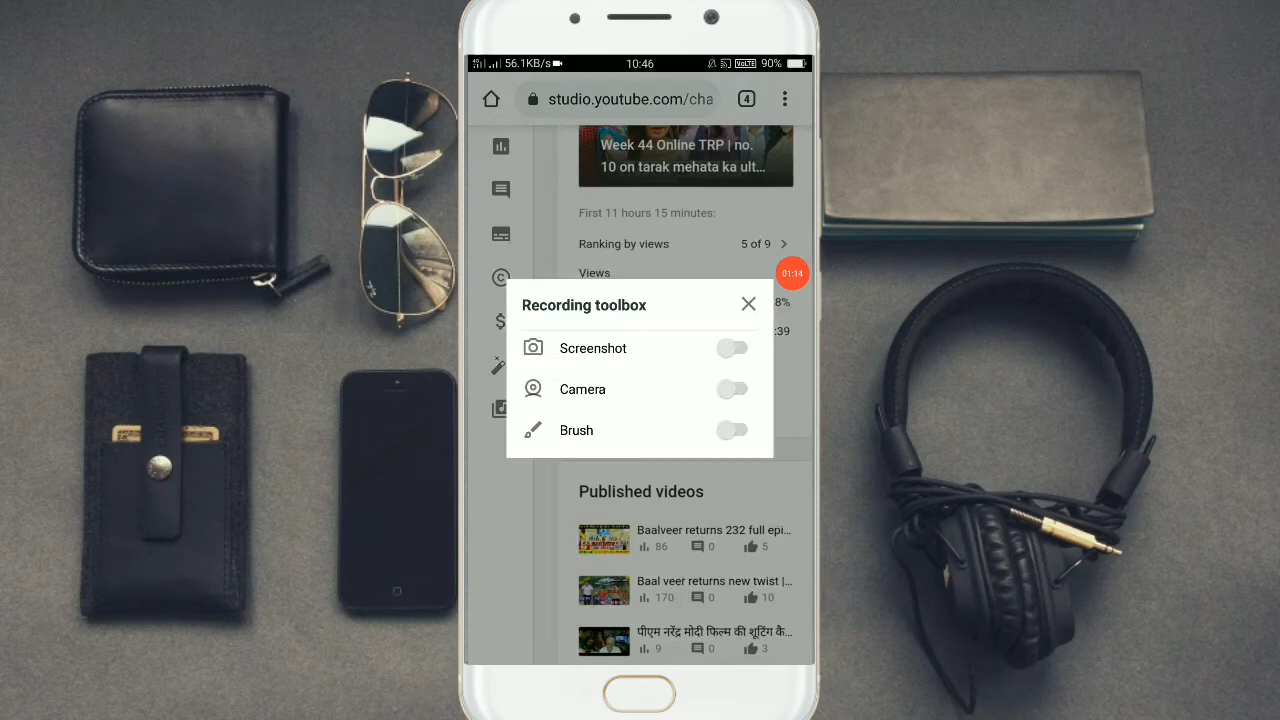 56.1KB/s
10:46
VoLTE 90%
studio.youtube.com/cha
4
Week 44 Online TRP | no.
10 on tarak mehata ka ult...
First 11 hours 15 minutes:
Ranking by views 5 of 9
Views
8%
:39
01:14
Recording toolbox
Screenshot
Camera
Brush
Published videos
Baalveer returns 232 full epi...
86 0 5
Baal veer returns new twist |...
170 0 10
पीएम नरेंद्र मोदी फिल्म की शूटिंग कै...
9 0 3